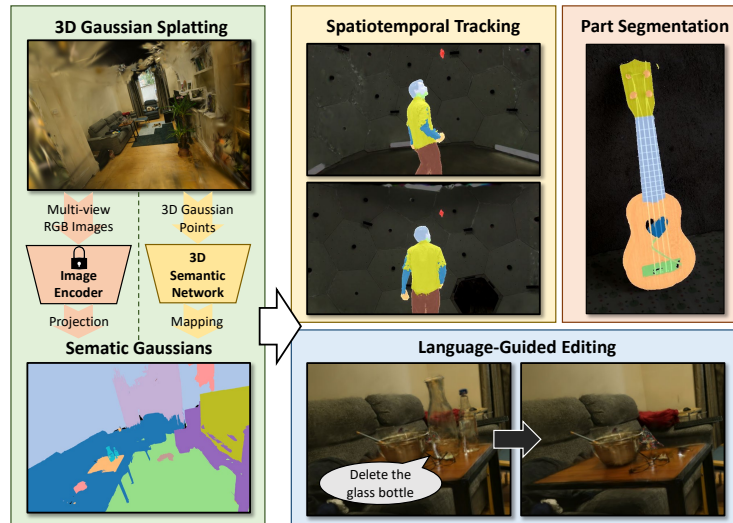 3D Gaussian Splatting
Multi-view
RGB Images
3D Gaussian
Points
Image
Encoder
3D
Semantic
Network
Projection
Mapping
Sematic Gaussians
Spatiotemporal Tracking
Part Segmentation
Language-Guided Editing
Delete the
glass bottle